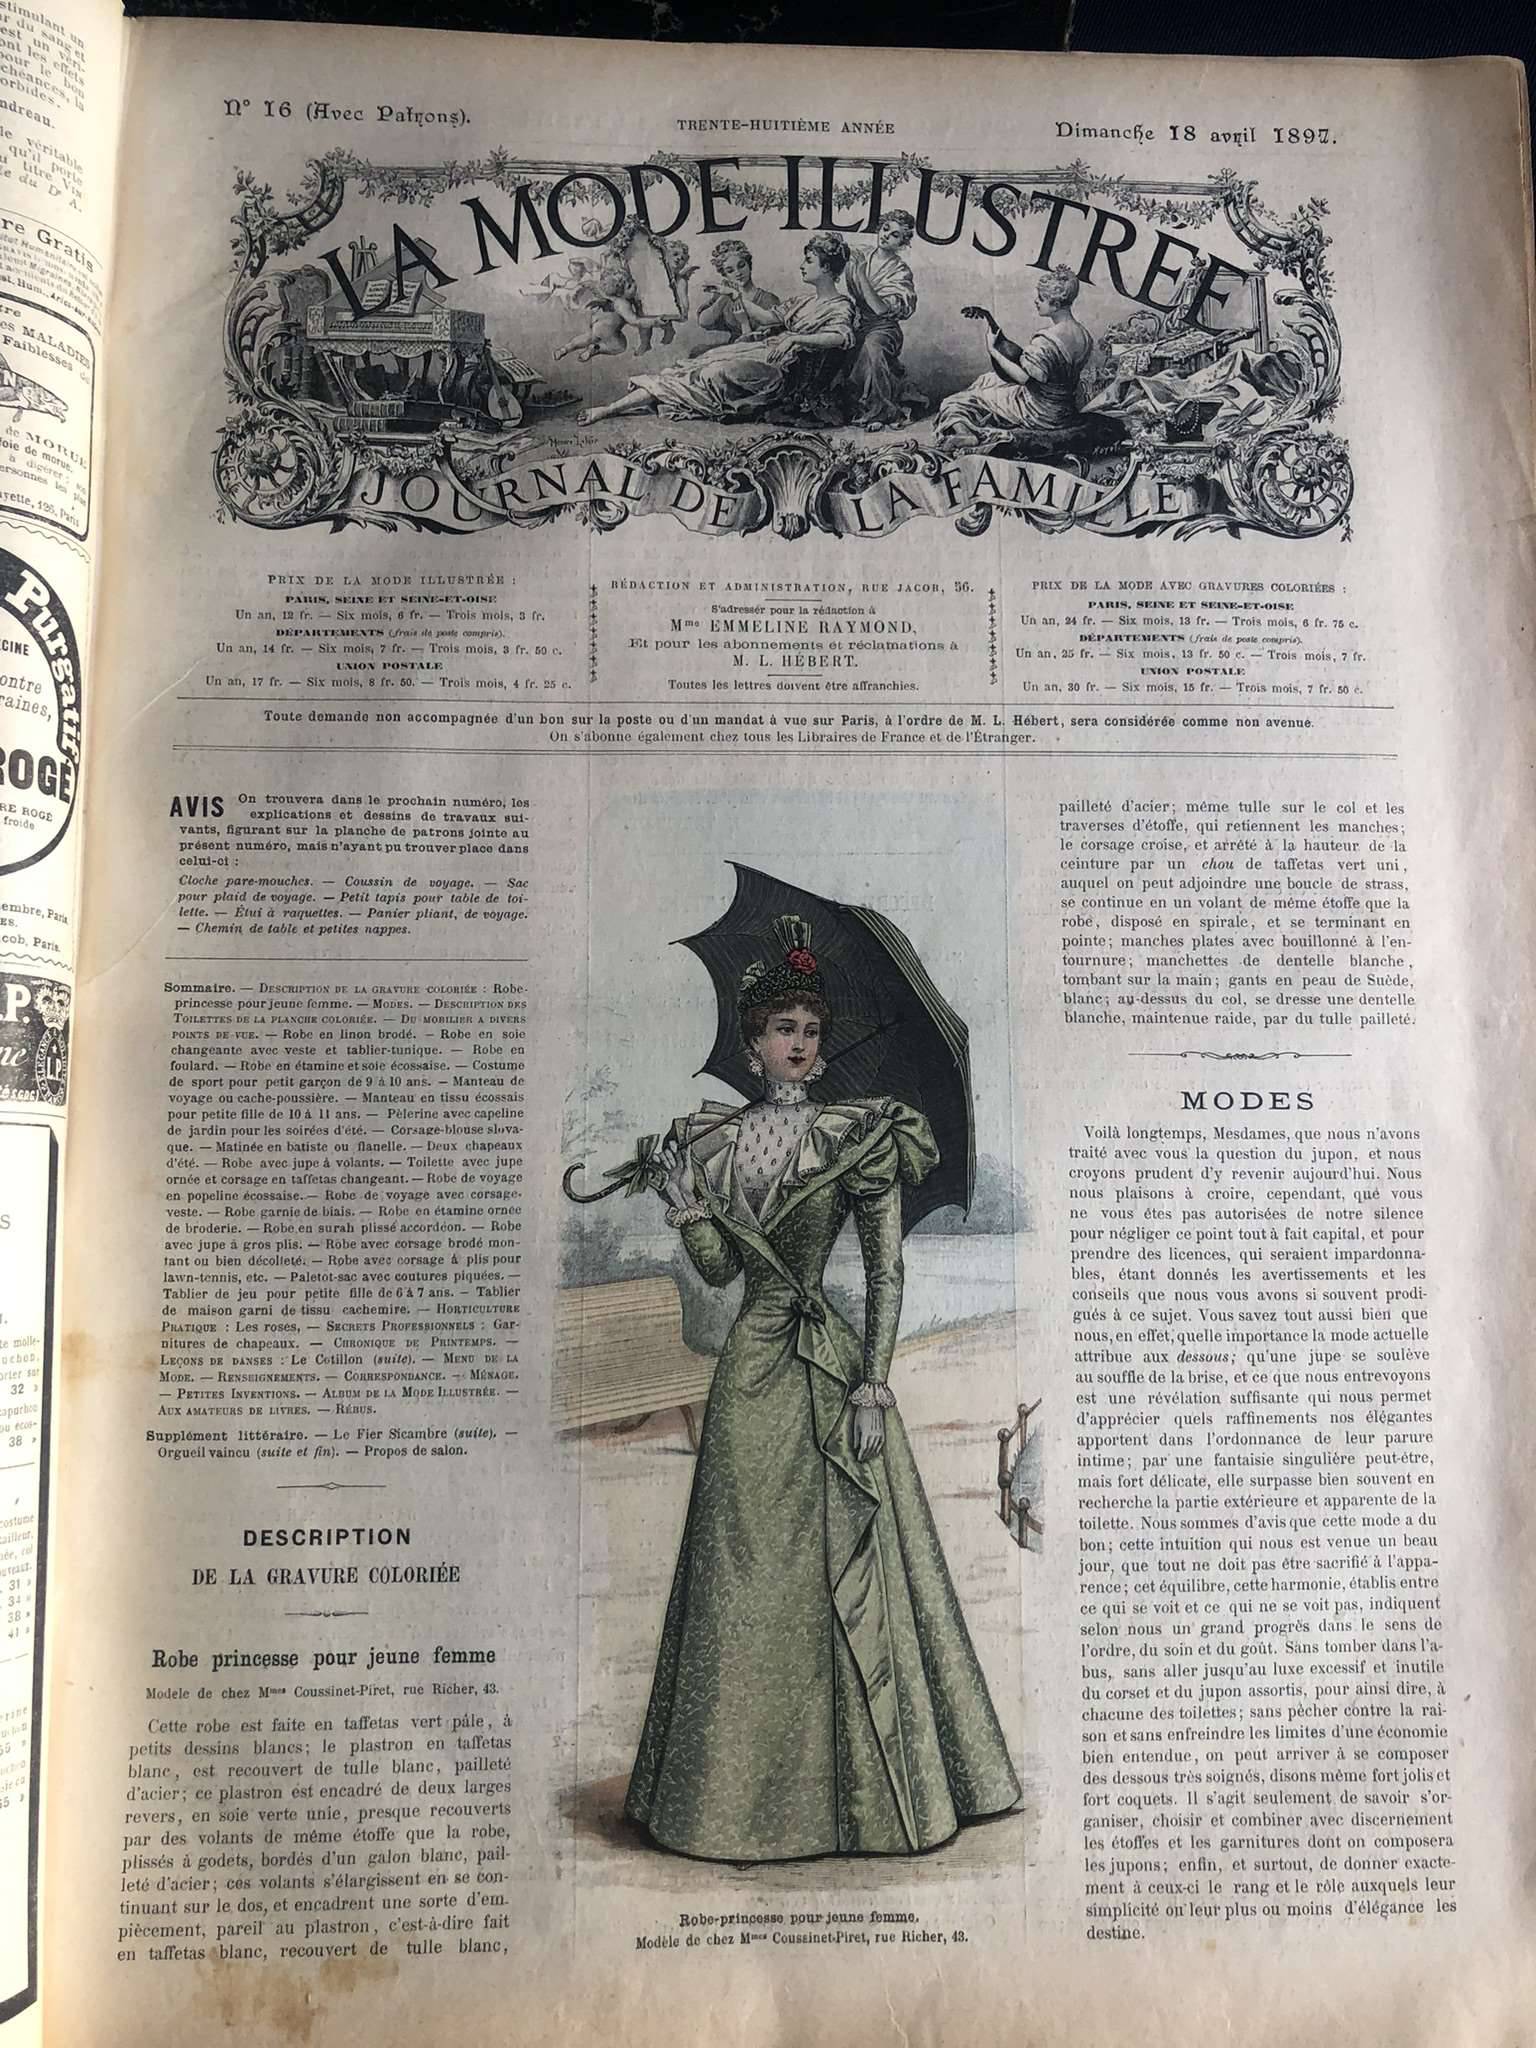 N° 16 (Avec Patrons).
TRENTE-HUITIÈME ANNÉE
Dimanche 18 avril 1897.
LA MODE ILLUSTRÉE
JOURNAL DE LA FAMILLE
PRIX DE LA MODE ILLUSTRÉE :
PARIS, SEINE ET SEINE-ET-OISE
Un an, 12 fr. — Six mois, 6 fr. — Trois mois, 3 fr.
DÉPARTEMENTS (frais de poste compris).
Un an, 14 fr. — Six mois, 7 fr. — Trois mois, 3 fr. 50 c.
UNION POSTALE
Un an, 17 fr. — Six mois, 8 fr. 50. — Trois mois, 4 fr. 25 c.
RÉDACTION ET ADMINISTRATION, RUE JACOB, 56.
S'adresser pour la rédaction à
Mme EMMELINE RAYMOND,
Et pour les abonnements et réclamations à
M. L. HÉBERT.
Toutes les lettres doivent être affranchies.
PRIX DE LA MODE AVEC GRAVURES COLORIÉES :
PARIS, SEINE ET SEINE-ET-OISE
Un an, 24 fr. — Six mois, 13 fr. — Trois mois, 6 fr. 75 c.
DÉPARTEMENTS (frais de poste compris).
Un an, 25 fr. — Six mois, 13 fr. 50 c. — Trois mois, 7 fr.
UNION POSTALE
Un an, 30 fr. — Six mois, 15 fr. — Trois mois, 7 fr. 50 c.
Toute demande non accompagnée d'un bon sur la poste ou d'un mandat à vue sur Paris, à l'ordre de M. L. Hébert, sera considérée comme non avenue.
On s'abonne également chez tous les Libraires de France et de l'Étranger.
AVIS On trouvera dans le prochain numéro, les
explications et dessins de travaux sui-
vants, figurant sur la planche de patrons jointe au
présent numéro, mais n'ayant pu trouver place dans
celui-ci :
Cloche pare-mouches. — Coussin de voyage. — Sac
pour plaid de voyage. — Petit tapis pour table de toi-
lette. — Étui à raquettes. — Panier pliant, de voyage.
— Chemin de table et petites nappes.
Sommaire. — DESCRIPTION DE LA GRAVURE COLORIÉE : Robe-
princesse pour jeune femme. — MODES. — DESCRIPTION DES
TOILETTES DE LA PLANCHE COLORIÉE. — DU MOBILIER A DIVERS
POINTS DE VUE. — Robe en linon brodé. — Robe en soie
changeante avec veste et tablier-tunique. — Robe en
foulard. — Robe en étamine et soie écossaise. — Costume
de sport pour petit garçon de 9 à 10 ans. — Manteau de
voyage ou cache-poussière. — Manteau en tissu écossais
pour petite fille de 10 à 11 ans. — Pèlerine avec capeline
de jardin pour les soirées d'été. — Corsage-blouse slova-
que. — Matinée en batiste ou flanelle. — Deux chapeaux
d'été. — Robe avec jupe à volants. — Toilette avec jupe
ornée et corsage en taffetas changeant. — Robe de voyage
en popeline écossaise. — Robe de voyage avec corsage-
veste. — Robe garnie de biais. — Robe en étamine ornée
de broderie. — Robe en surah plissé accordéon. — Robe
avec jupe à gros plis. — Robe avec corsage brodé mon-
tant ou bien décolleté. — Robe avec corsage à plis pour
lawn-tennis, etc. — Paletot-sac avec coutures piquées. —
Tablier de jeu pour petite fille de 6 à 7 ans. — Tablier
de maison garni de tissu cachemire. — HORTICULTURE
PRATIQUE : Les roses. — SECRETS PROFESSIONNELS : Gar-
nitures de chapeaux. — CHRONIQUE DE PRINTEMPS. —
LEÇONS DE DANSES : Le Cotillon (suite). — MENU DE LA
MODE. — RENSEIGNEMENTS. — CORRESPONDANCE. — MÉNAGE.
— PETITES INVENTIONS. — ALBUM DE LA MODE ILLUSTRÉE. —
AUX AMATEURS DE LIVRES. — RÉBUS.
Supplément littéraire. — Le Fier Sicambre (suite). —
Orgueil vaincu (suite et fin). — Propos de salon.
DESCRIPTION
DE LA GRAVURE COLORIÉE
Robe princesse pour jeune femme
Modèle de chez Mmes Coussinet-Piret, rue Richer, 43.
Cette robe est faite en taffetas vert pâle, à
petits dessins blancs; le plastron en taffetas
blanc, est recouvert de tulle blanc, pailleté
d'acier; ce plastron est encadré de deux larges
revers, en soie verte unie, presque recouverts
par des volants de même étoffe que la robe,
plissés à godets, bordés d'un galon blanc, pail-
leté d'acier; ces volants s'élargissent en se con-
tinuant sur le dos, et encadrent une sorte d'em-
piècement, pareil au plastron, c'est-à-dire fait
en taffetas blanc, recouvert de tulle blanc,
Robe-princesse pour jeune femme.
Modèle de chez Mmes Coussinet-Piret, rue Richer, 43.
pailleté d'acier; même tulle sur le col et les
traverses d'étoffe, qui retiennent les manches;
le corsage croise, et arrêté à la hauteur de la
ceinture par un chou de taffetas vert uni,
auquel on peut adjoindre une boucle de strass,
se continue en un volant de même étoffe que la
robe, disposé en spirale, et se terminant en
pointe; manches plates avec bouillonné à l'en-
tournure; manchettes de dentelle blanche,
tombant sur la main; gants en peau de Suède,
blanc; au-dessus du col, se dresse une dentelle
blanche, maintenue raide, par du tulle pailleté.
MODES
Voilà longtemps, Mesdames, que nous n'avons
traité avec vous la question du jupon, et nous
croyons prudent d'y revenir aujourd'hui. Nous
nous plaisons à croire, cependant, que vous
ne vous êtes pas autorisées de notre silence
pour négliger ce point tout à fait capital, et pour
prendre des licences, qui seraient impardonna-
bles, étant donnés les avertissements et les
conseils que nous vous avons si souvent prodi-
gués à ce sujet. Vous savez tout aussi bien que
nous, en effet, quelle importance la mode actuelle
attribue aux dessous; qu'une jupe se soulève
au souffle de la brise, et ce que nous entrevoyons
est une révélation suffisante qui nous permet
d'apprécier quels raffinements nos élégantes
apportent dans l'ordonnance de leur parure
intime; par une fantaisie singulière peut-être,
mais fort délicate, elle surpasse bien souvent en
recherche la partie extérieure et apparente de la
toilette. Nous sommes d'avis que cette mode a du
bon; cette intuition qui nous est venue un beau
jour, que tout ne doit pas être sacrifié à l'appa-
rence; cet équilibre, cette harmonie, établis entre
ce qui se voit et ce qui ne se voit pas, indiquent
selon nous un grand progrès dans le sens de
l'ordre, du soin et du goût. Sans tomber dans l'a-
bus, sans aller jusqu'au luxe excessif et inutile
du corset et du jupon assortis, pour ainsi dire, à
chacune des toilettes; sans pécher contre la rai-
son et sans enfreindre les limites d'une économie
bien entendue, on peut arriver à se composer
des dessous très soignés, disons même fort jolis et
fort coquets. Il s'agit seulement de savoir s'or-
ganiser, choisir et combiner avec discernement
les étoffes et les garnitures dont on composera
les jupons; enfin, et surtout, de donner exacte-
ment à ceux-ci le rang et le rôle auxquels leur
simplicité ou leur plus ou moins d'élégance les
destine.